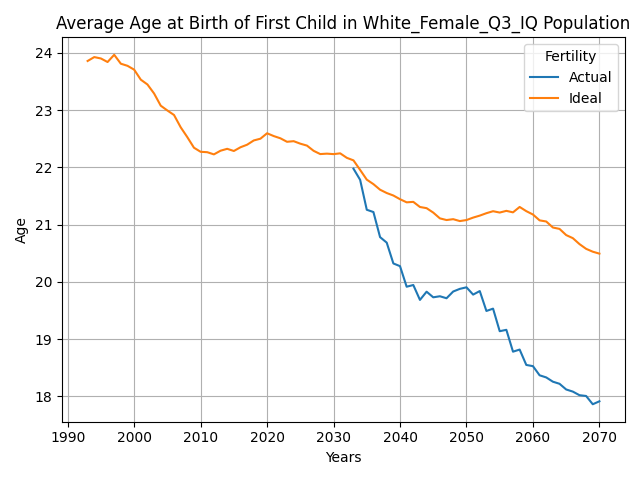 Average Age at Birth of First Child in White_Female_Q3_IQ Population
Fertility
Actual
Ideal
Age
24
23
22
21
20
19
18
1990
2000
2010
2020
2030
2040
2050
2060
2070
Years